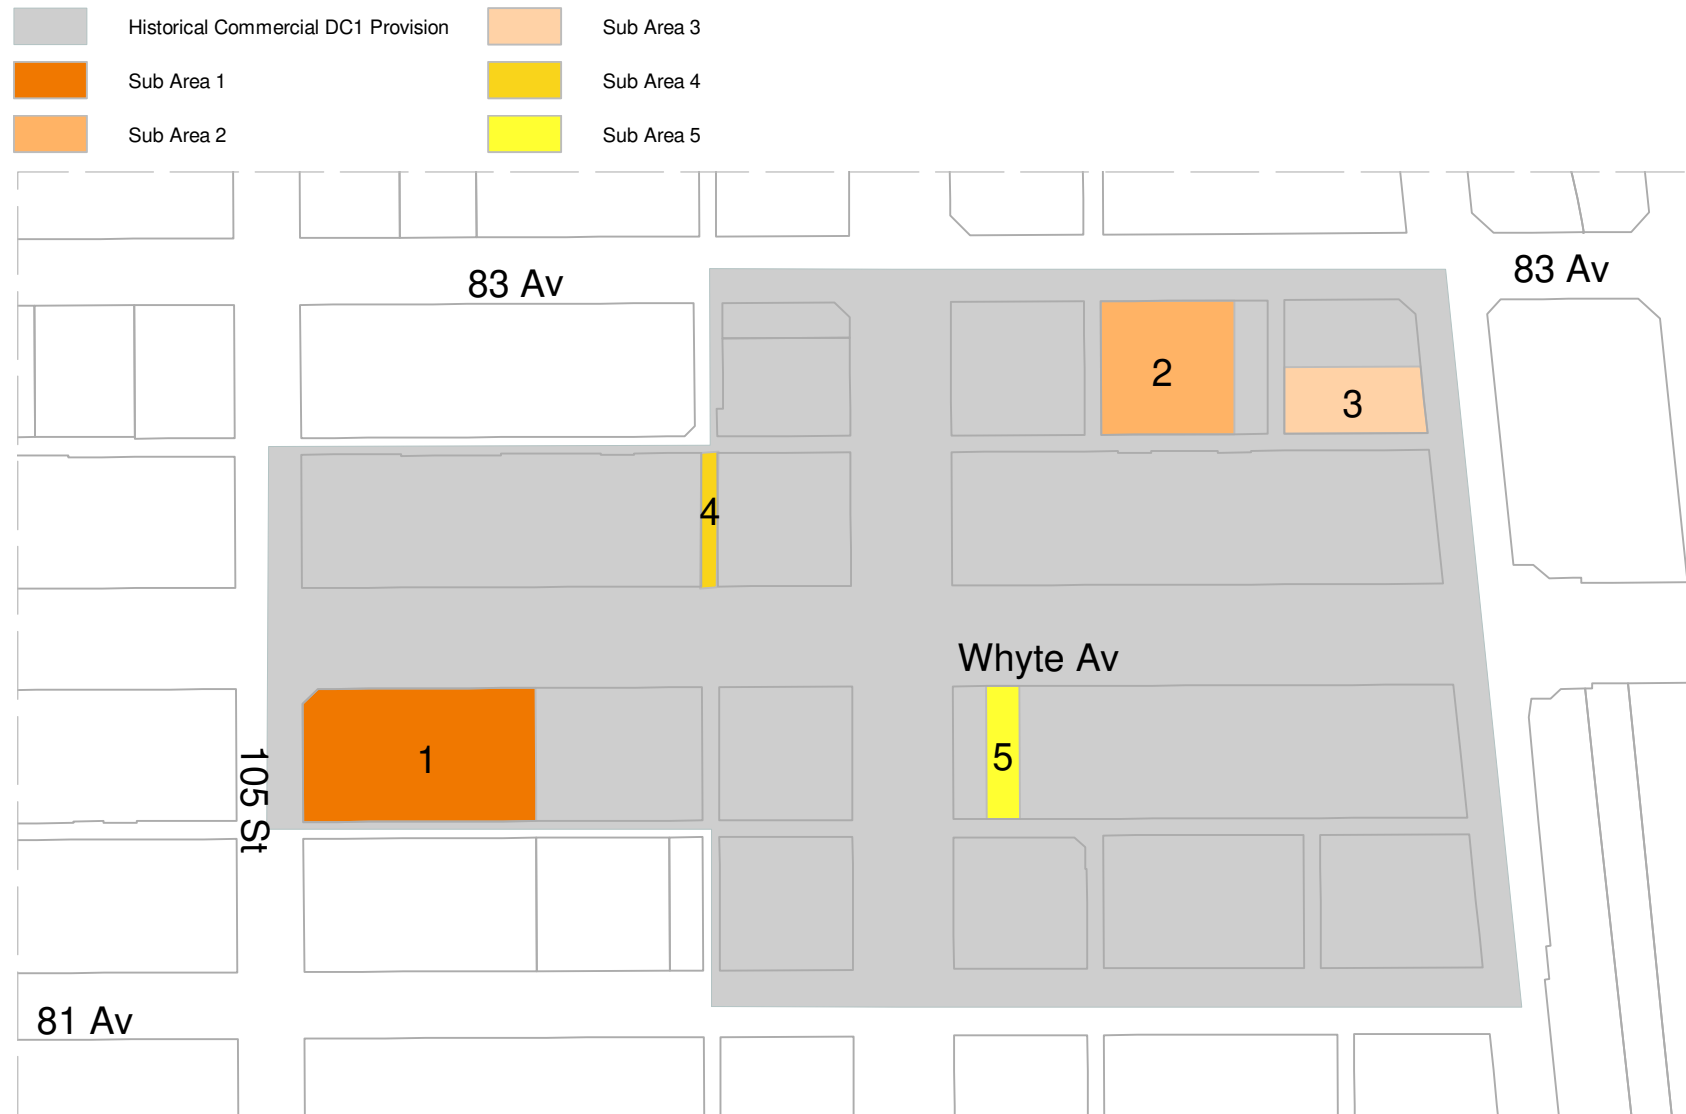 Historical Commercial DC1 Provision
Sub Area 1
Sub Area 2
Sub Area 3
Sub Area 4
Sub Area 5
83 Av
83 Av
2
3
4
Whyte Av
1
5
105 St
81 Av